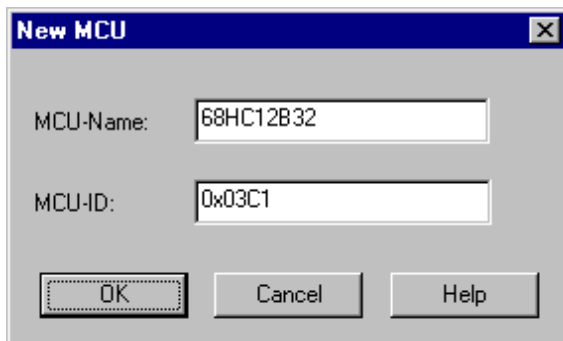 New MCU
MCU-Name: 68HC12B32
MCU-ID: 0x03C1
OK Cancel Help